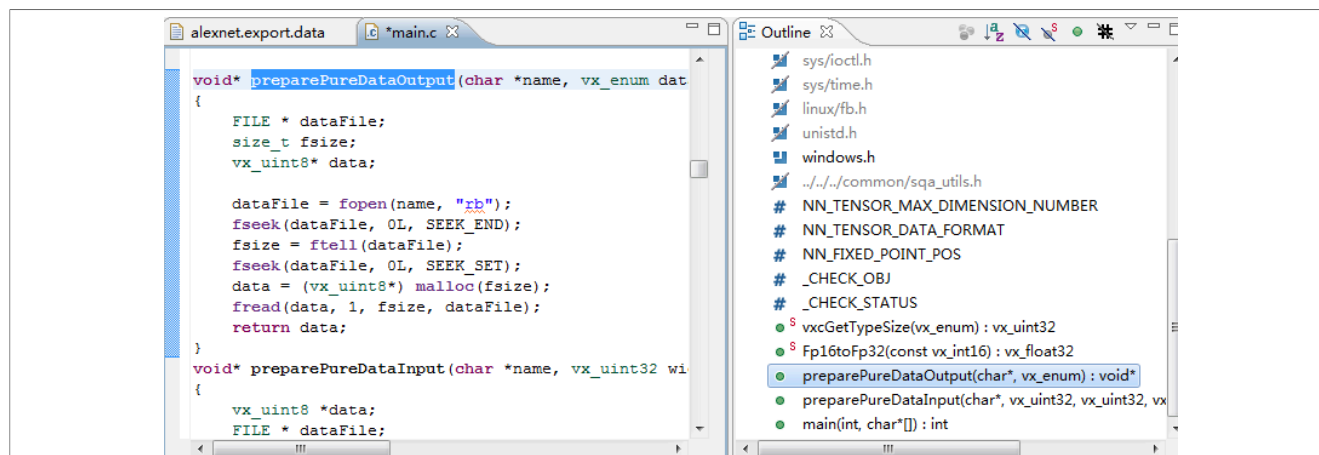 alexnet.export.data
*main.c
void* preparePureDataOutput(char *name, vx_enum dat
{
FILE * dataFile;
size_t fsize;
vx_uint8* data;
dataFile = fopen(name, "rb");
fseek(dataFile, 0L, SEEK_END);
fsize = ftell(dataFile);
fseek(dataFile, 0L, SEEK_SET);
data = (vx_uint8*) malloc(fsize);
fread(data, 1, fsize, dataFile);
return data;
}
void* preparePureDataInput(char *name, vx_uint32 wi
{
vx_uint8 *data;
FILE * dataFile;
Outline
sys/ioctl.h
sys/time.h
linux/fb.h
unistd.h
windows.h
../../../common/sqa_utils.h
# NN_TENSOR_MAX_DIMENSION_NUMBER
# NN_TENSOR_DATA_FORMAT
# NN_FIXED_POINT_POS
# _CHECK_OBJ
# _CHECK_STATUS
S vxcGetTypeSize(vx_enum) : vx_uint32
S Fp16toFp32(const vx_int16) : vx_float32
preparePureDataOutput(char*, vx_enum) : void*
preparePureDataInput(char*, vx_uint32, vx_uint32, vx
main(int, char*[]) : int